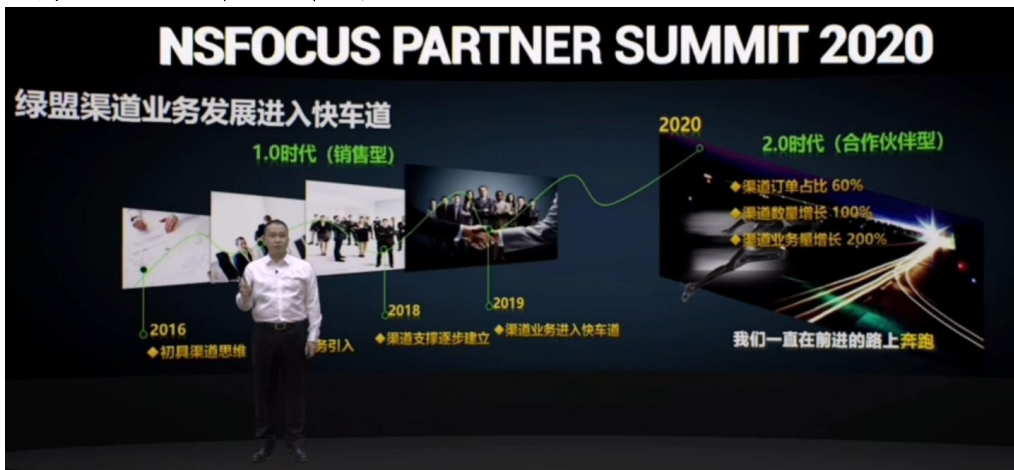 NSFOCUS PARTNER SUMMIT 2020
绿盟渠道业务发展进入快车道
1.0时代（销售型）
2016
◆初具渠道思维
务引入
2018
◆渠道支撑逐步建立
2019
◆渠道业务进入快车道
2020
2.0时代（合作伙伴型）
◆渠道订单占比 60%
◆渠道数量增长 100%
◆渠道业务量增长 200%
我们一直在前进的路上奔跑